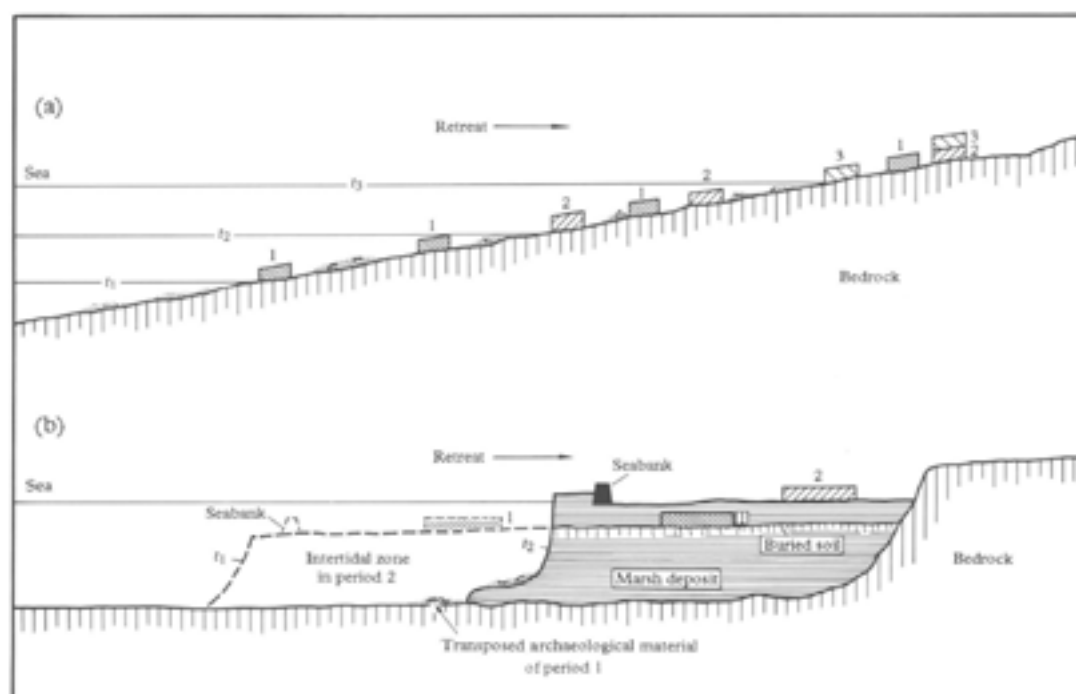 (a)
Retreat
Sea
t3
3
2
1
3
2
1
2
1
t2
1
t1
Bedrock
(b)
Retreat
Seabank
2
Sea
Seabank
1
t1
t2
Intertidal zone
in period 2
Buried soil
Marsh deposit
Bedrock
Transposed archaeological material
of period 1